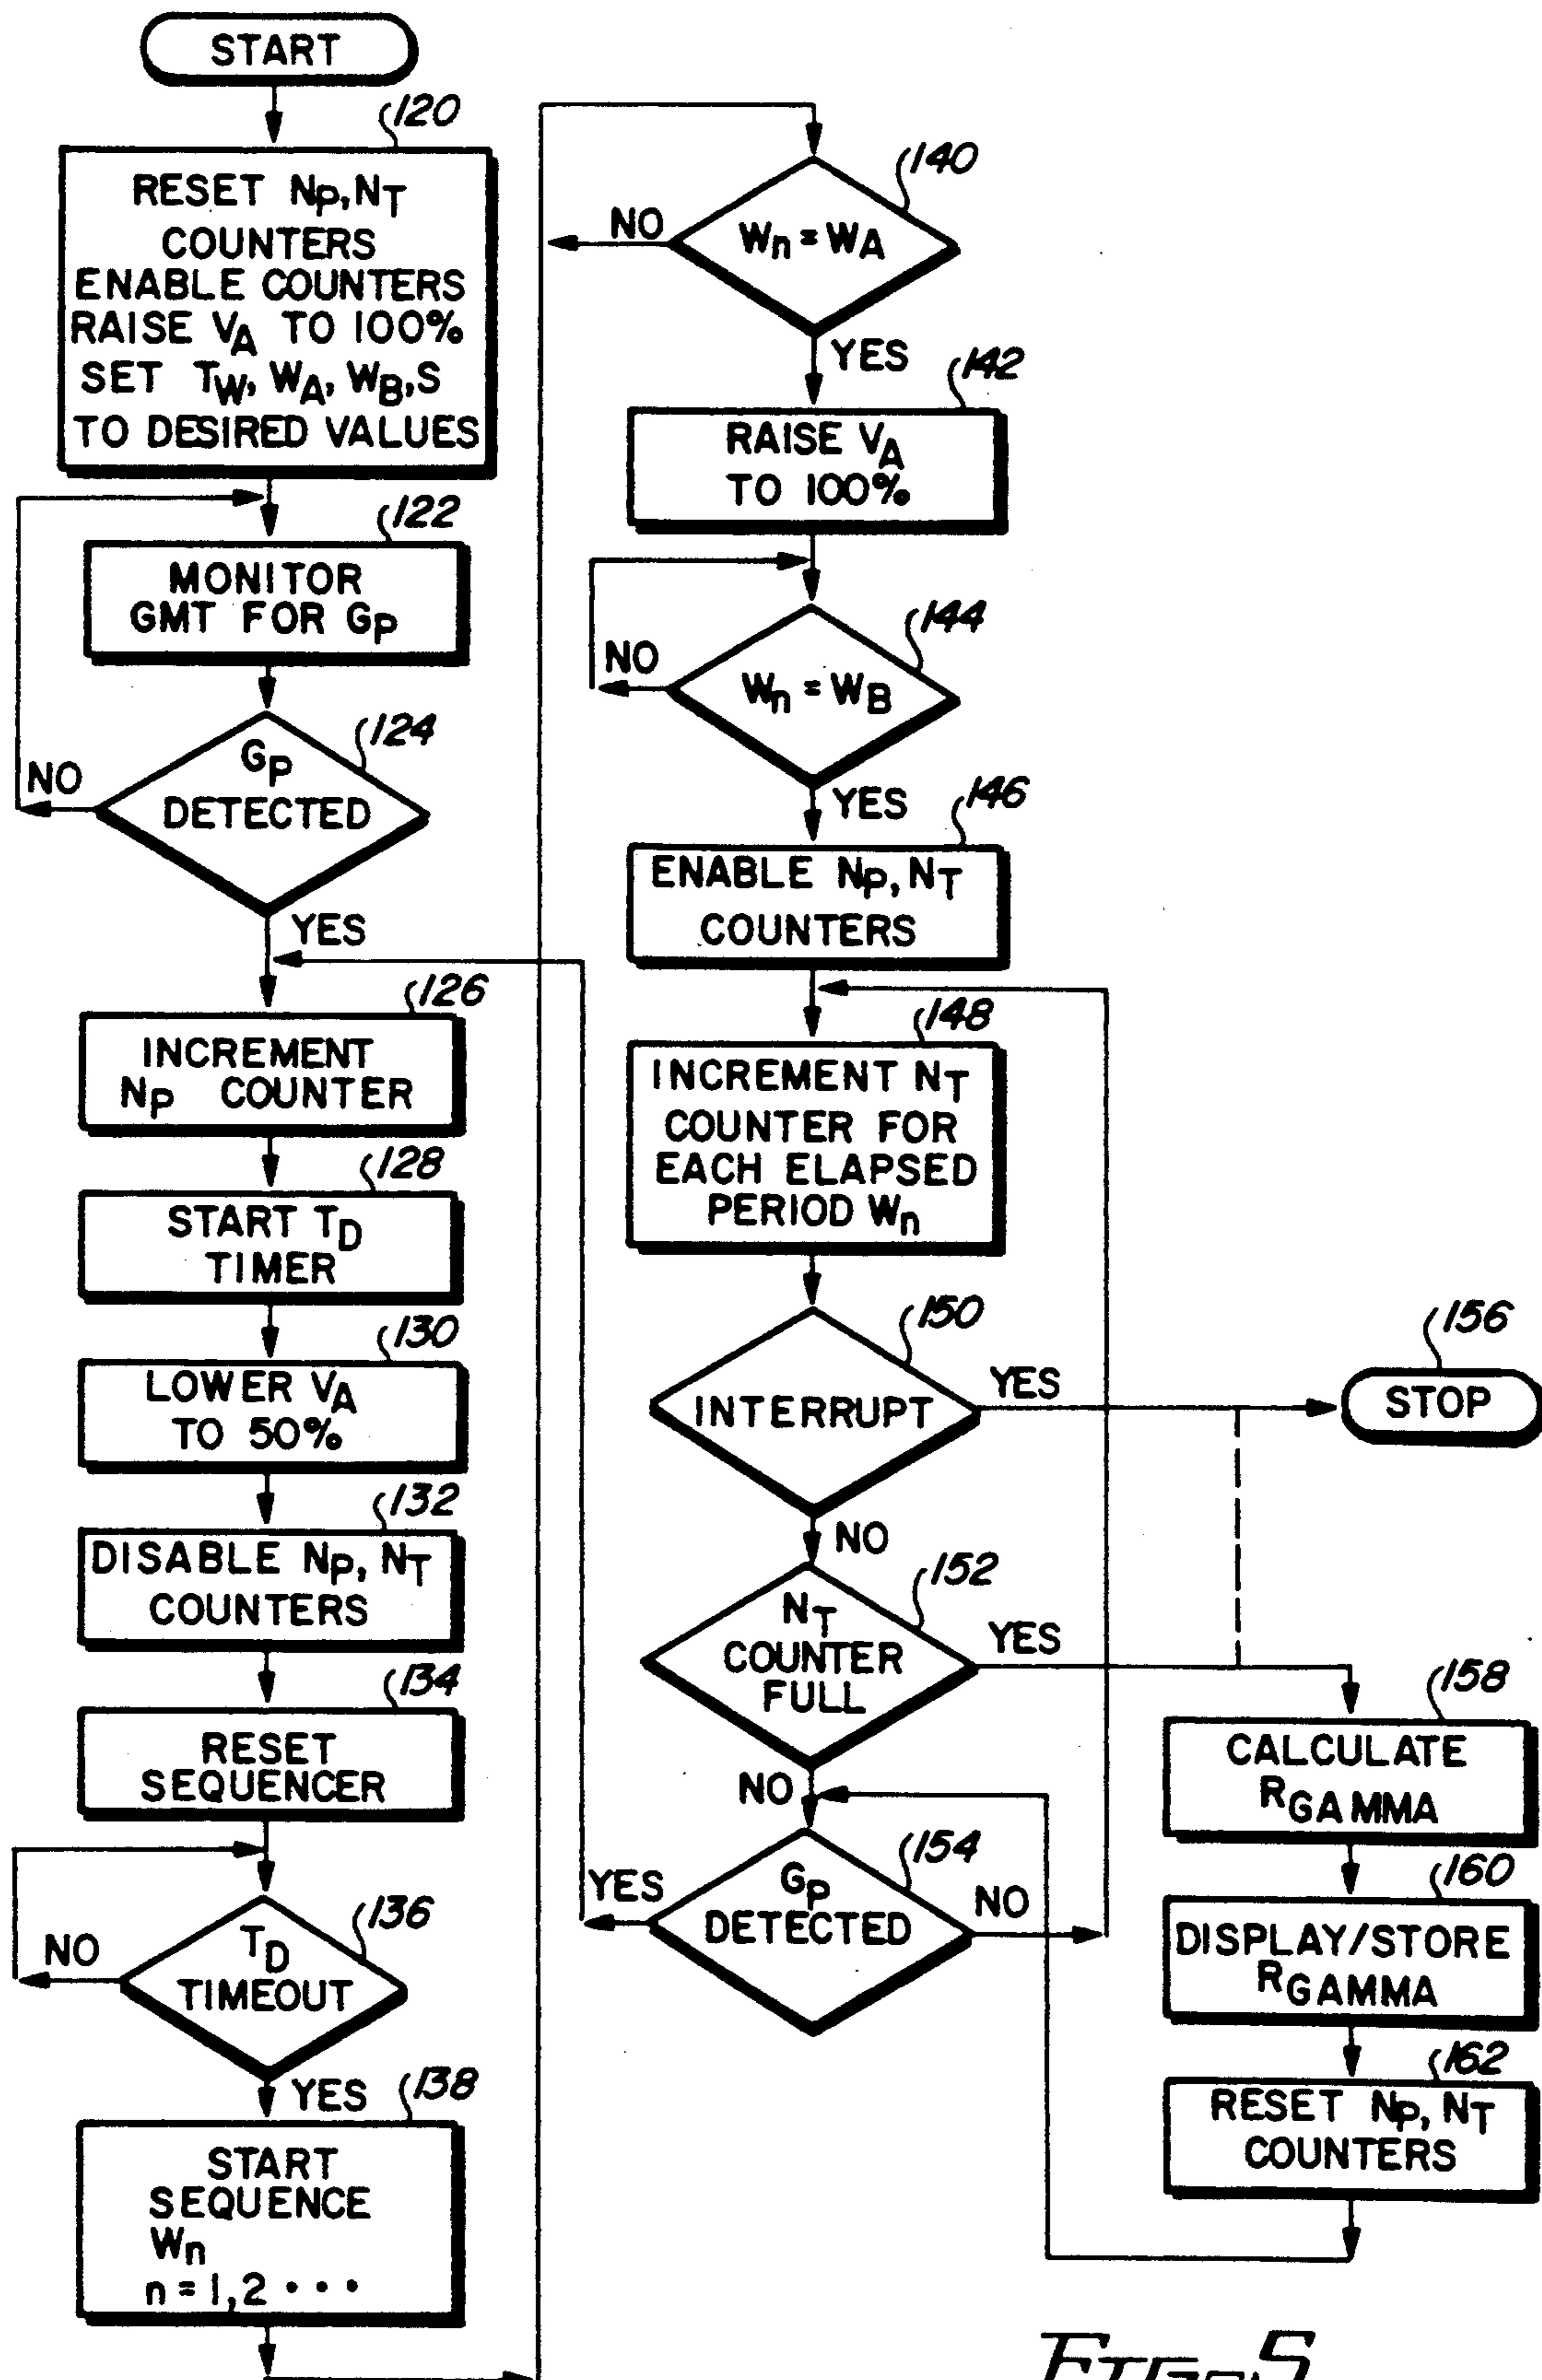 START
120
RESET NP, NT
COUNTERS
ENABLE COUNTERS
RAISE VA TO 100%
SET TW, WA, WB, S
TO DESIRED VALUES
122
MONITOR
GMT FOR GP
124
GP
DETECTED
NO
YES
126
INCREMENT
NP COUNTER
128
START TD
TIMER
130
LOWER VA
TO 50%
132
DISABLE NP, NT
COUNTERS
134
RESET
SEQUENCER
136
TD
TIMEOUT
NO
YES
138
START
SEQUENCE
Wn
n = 1, 2 • • •
140
Wn = WA
NO
YES
142
RAISE VA
TO 100%
144
Wn = WB
NO
YES
146
ENABLE NP, NT
COUNTERS
148
INCREMENT NT
COUNTER FOR
EACH ELAPSED
PERIOD Wn
150
INTERRUPT
YES
NO
152
NT
COUNTER
FULL
YES
NO
154
GP
DETECTED
YES
NO
156
STOP
158
CALCULATE
RGAMMA
160
DISPLAY/STORE
RGAMMA
162
RESET NP, NT
COUNTERS